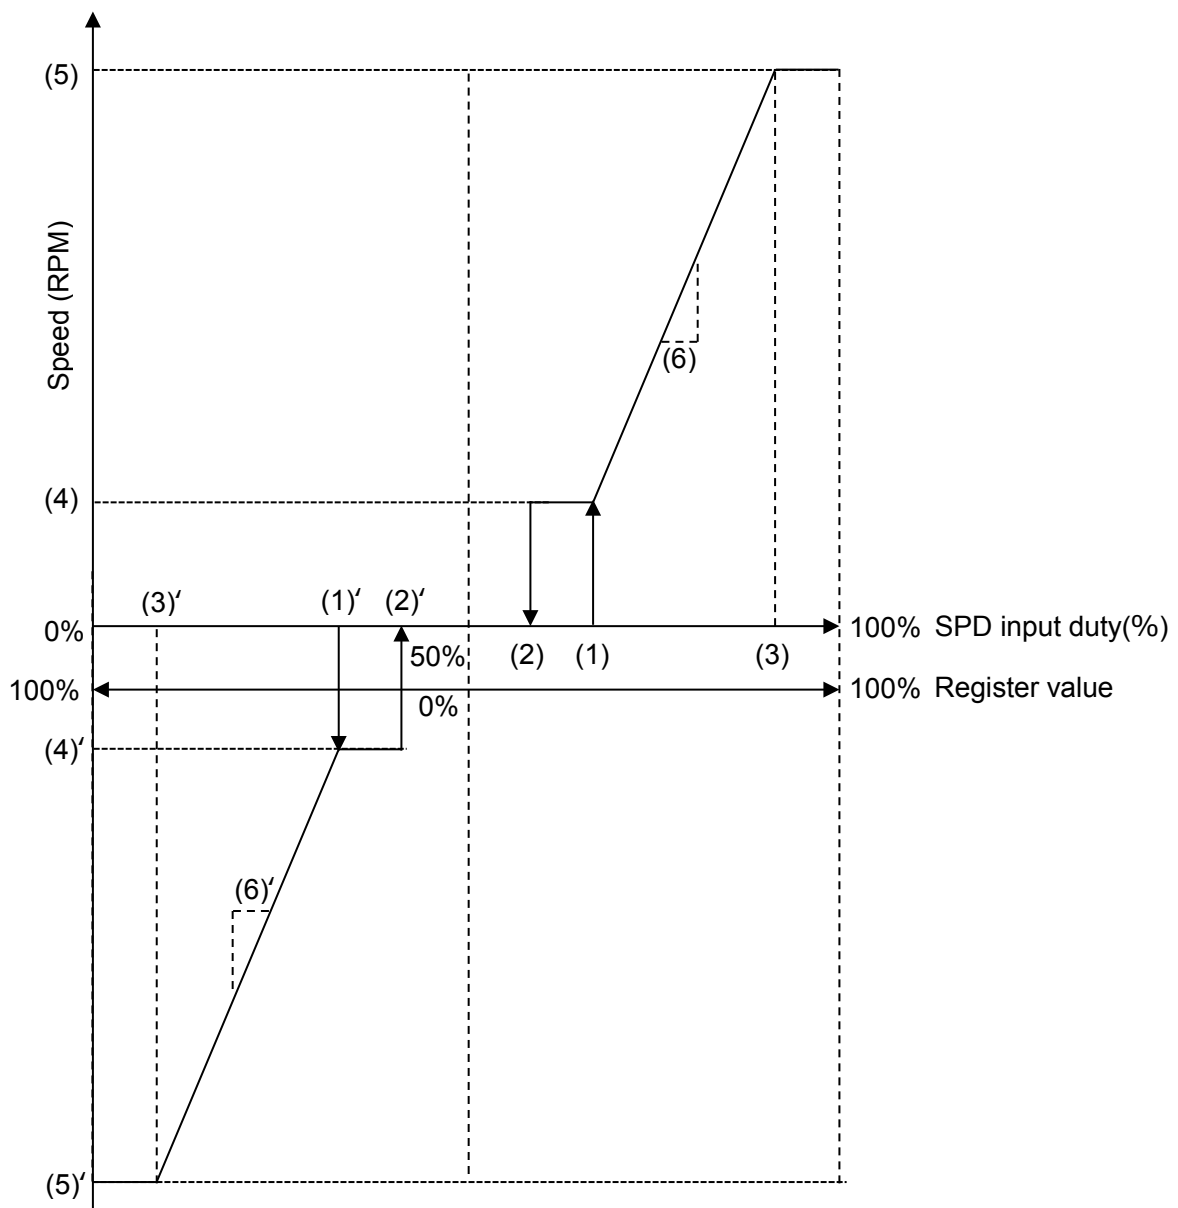 (5)
Speed (RPM)
(6)
(4)
(3)‘ (1)‘ (2)‘
0% 100% SPD input duty(%)
50% (2) (1) (3)
100% 100% Register value
0%
(4)‘
(6)‘
(5)‘